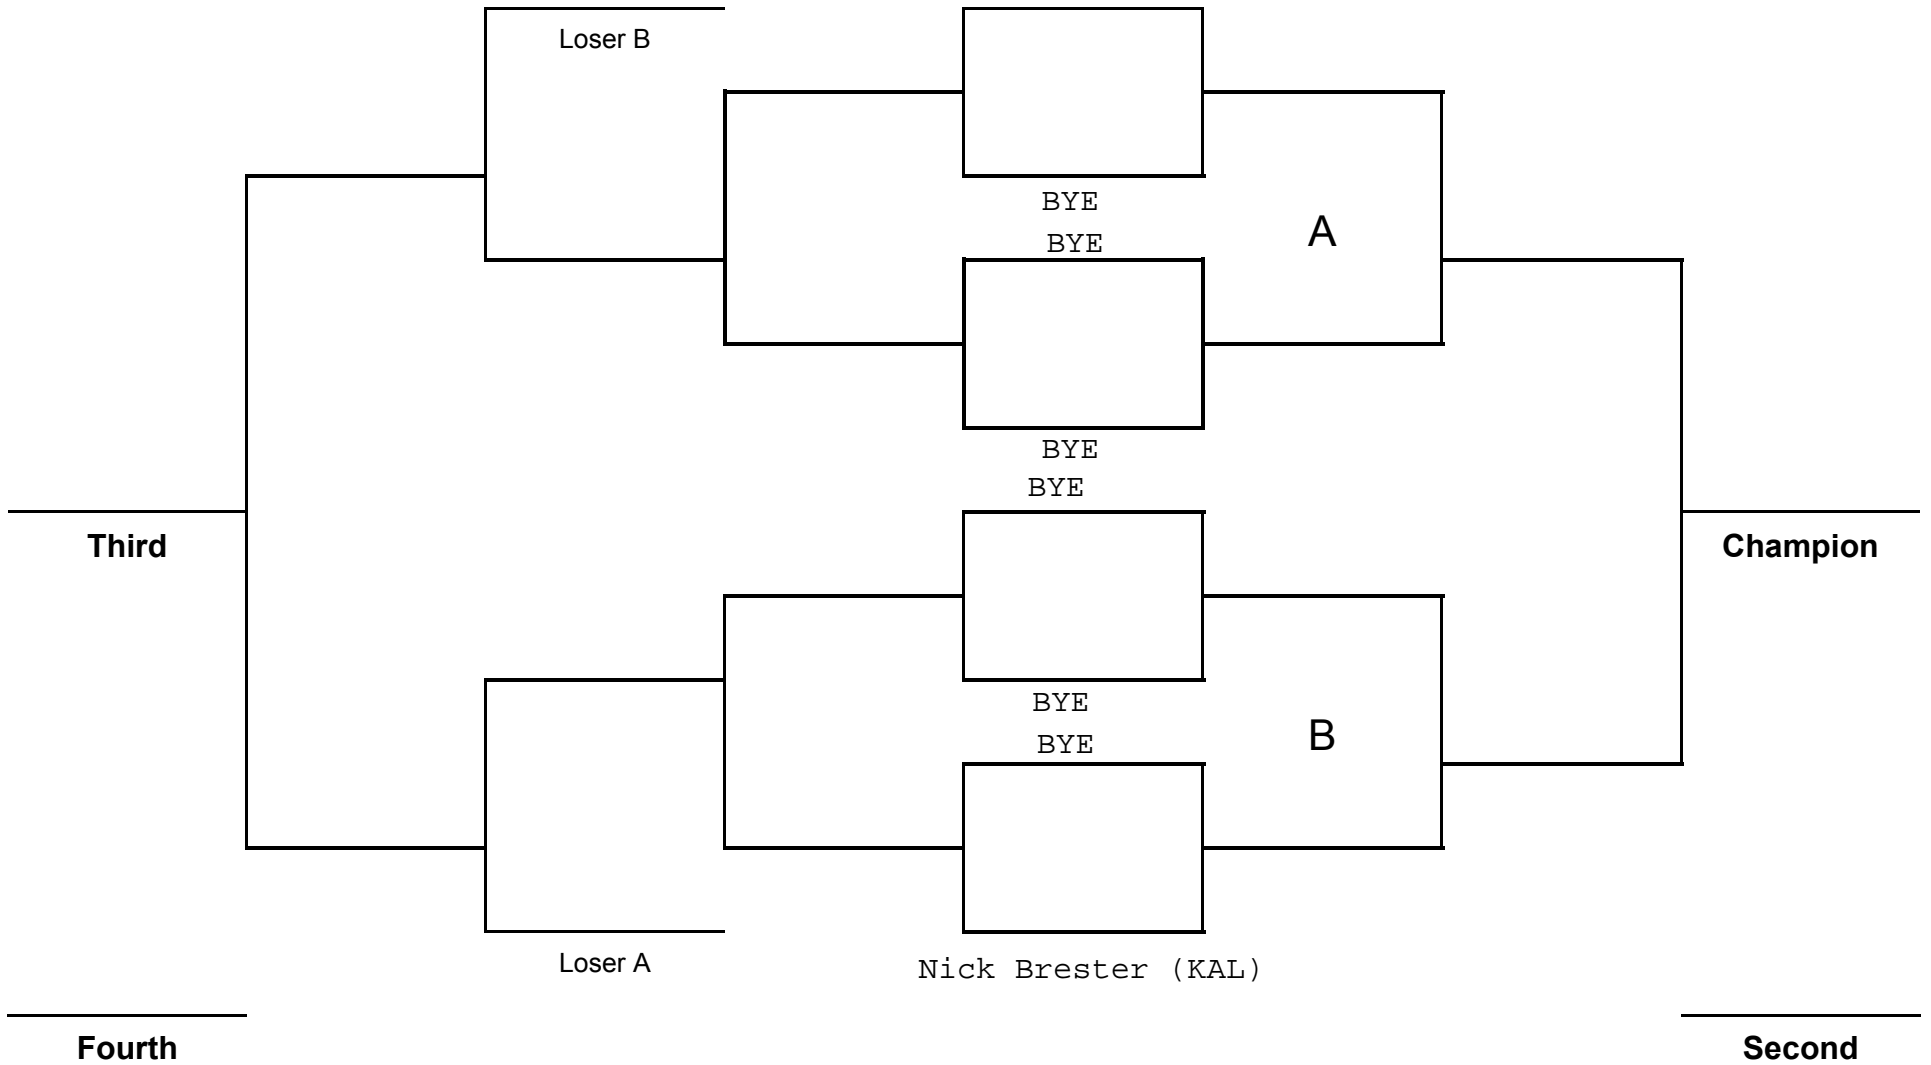 Loser B
BYE
BYE
A
BYE
BYE
Third
Champion
BYE
BYE
B
Loser A
Nick Brester (KAL)
Fourth
Second